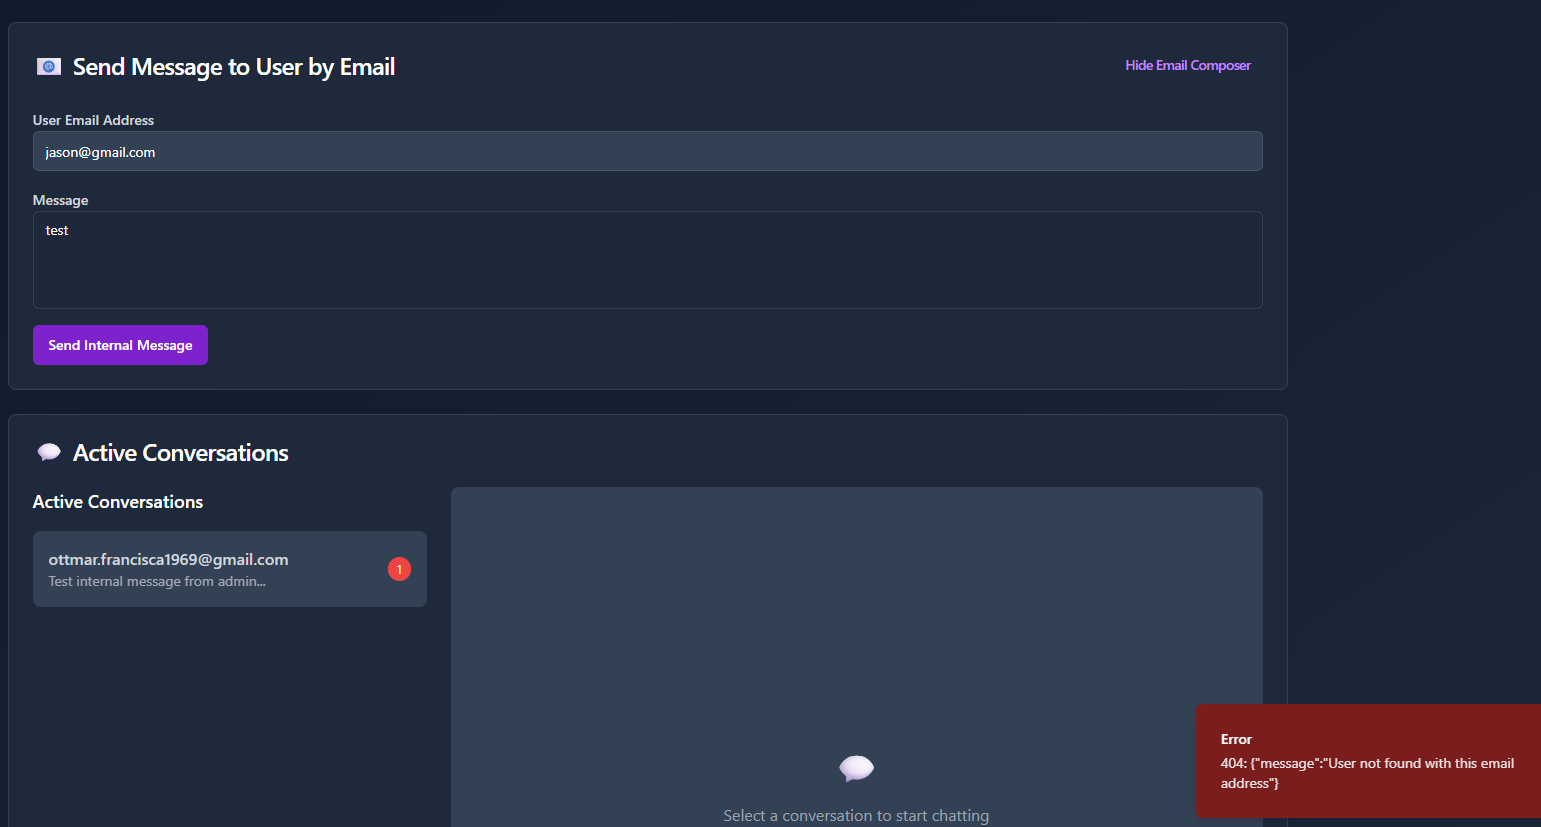 Send Message to User by Email
Hide Email Composer
User Email Address
jason@gmail.com
Message
test
Send Internal Message
Active Conversations
Active Conversations
ottmar.francisca1969@gmail.com
1
Test internal message from admin...
Select a conversation to start chatting
Error
404: {"message":"User not found with this email
address"}